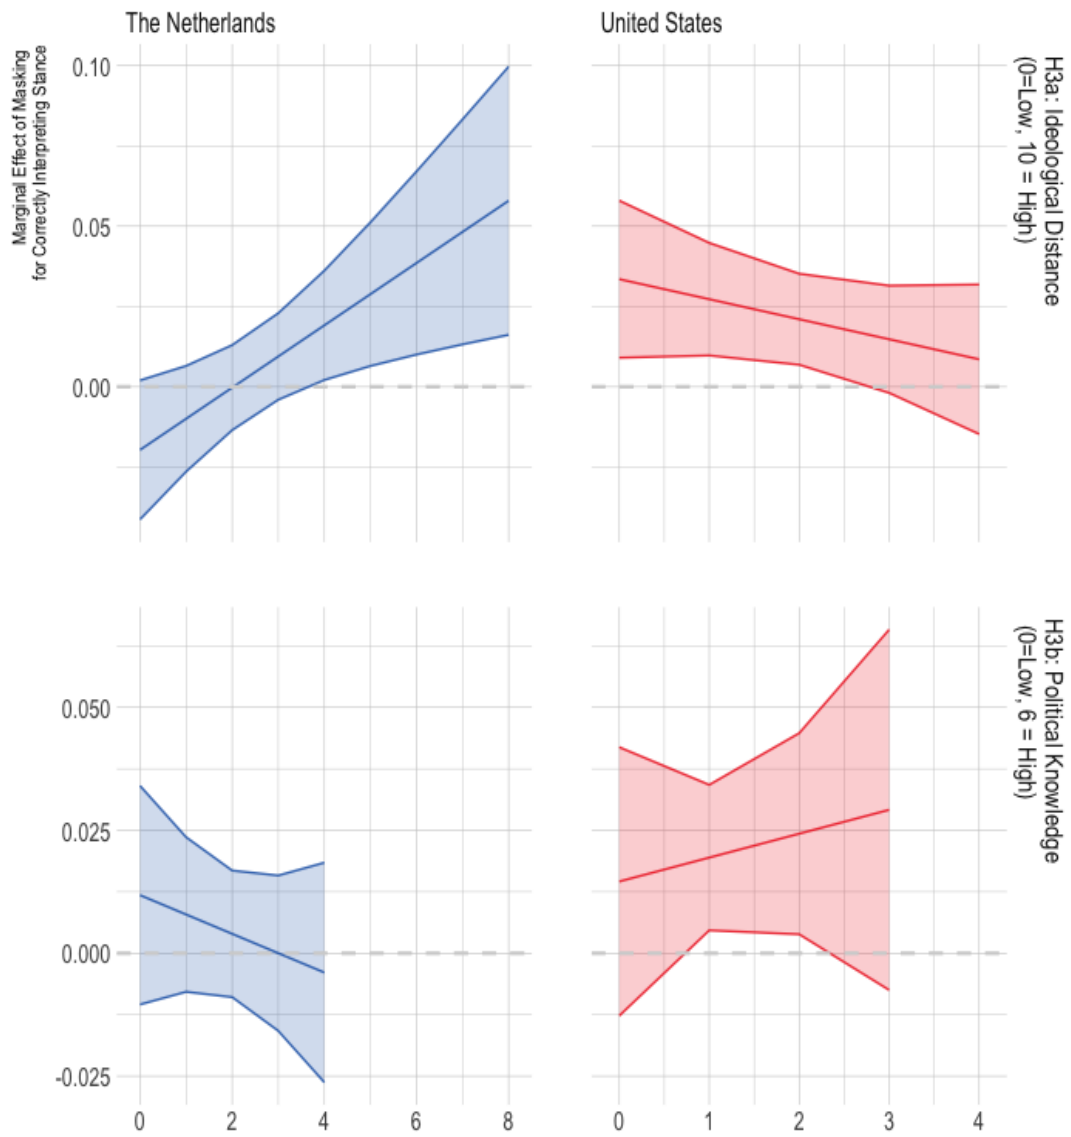 The Netherlands
United States
Marginal Effect of Masking
for Correctly Interpreting Stance
0.10
0.05
0.00
H3a: Ideological Distance
(0=Low, 10 = High)
0.050
0.025
0.000
-0.025
H3b: Political Knowledge
(0=Low, 6 = High)
0 2 4 6 8
0 1 2 3 4